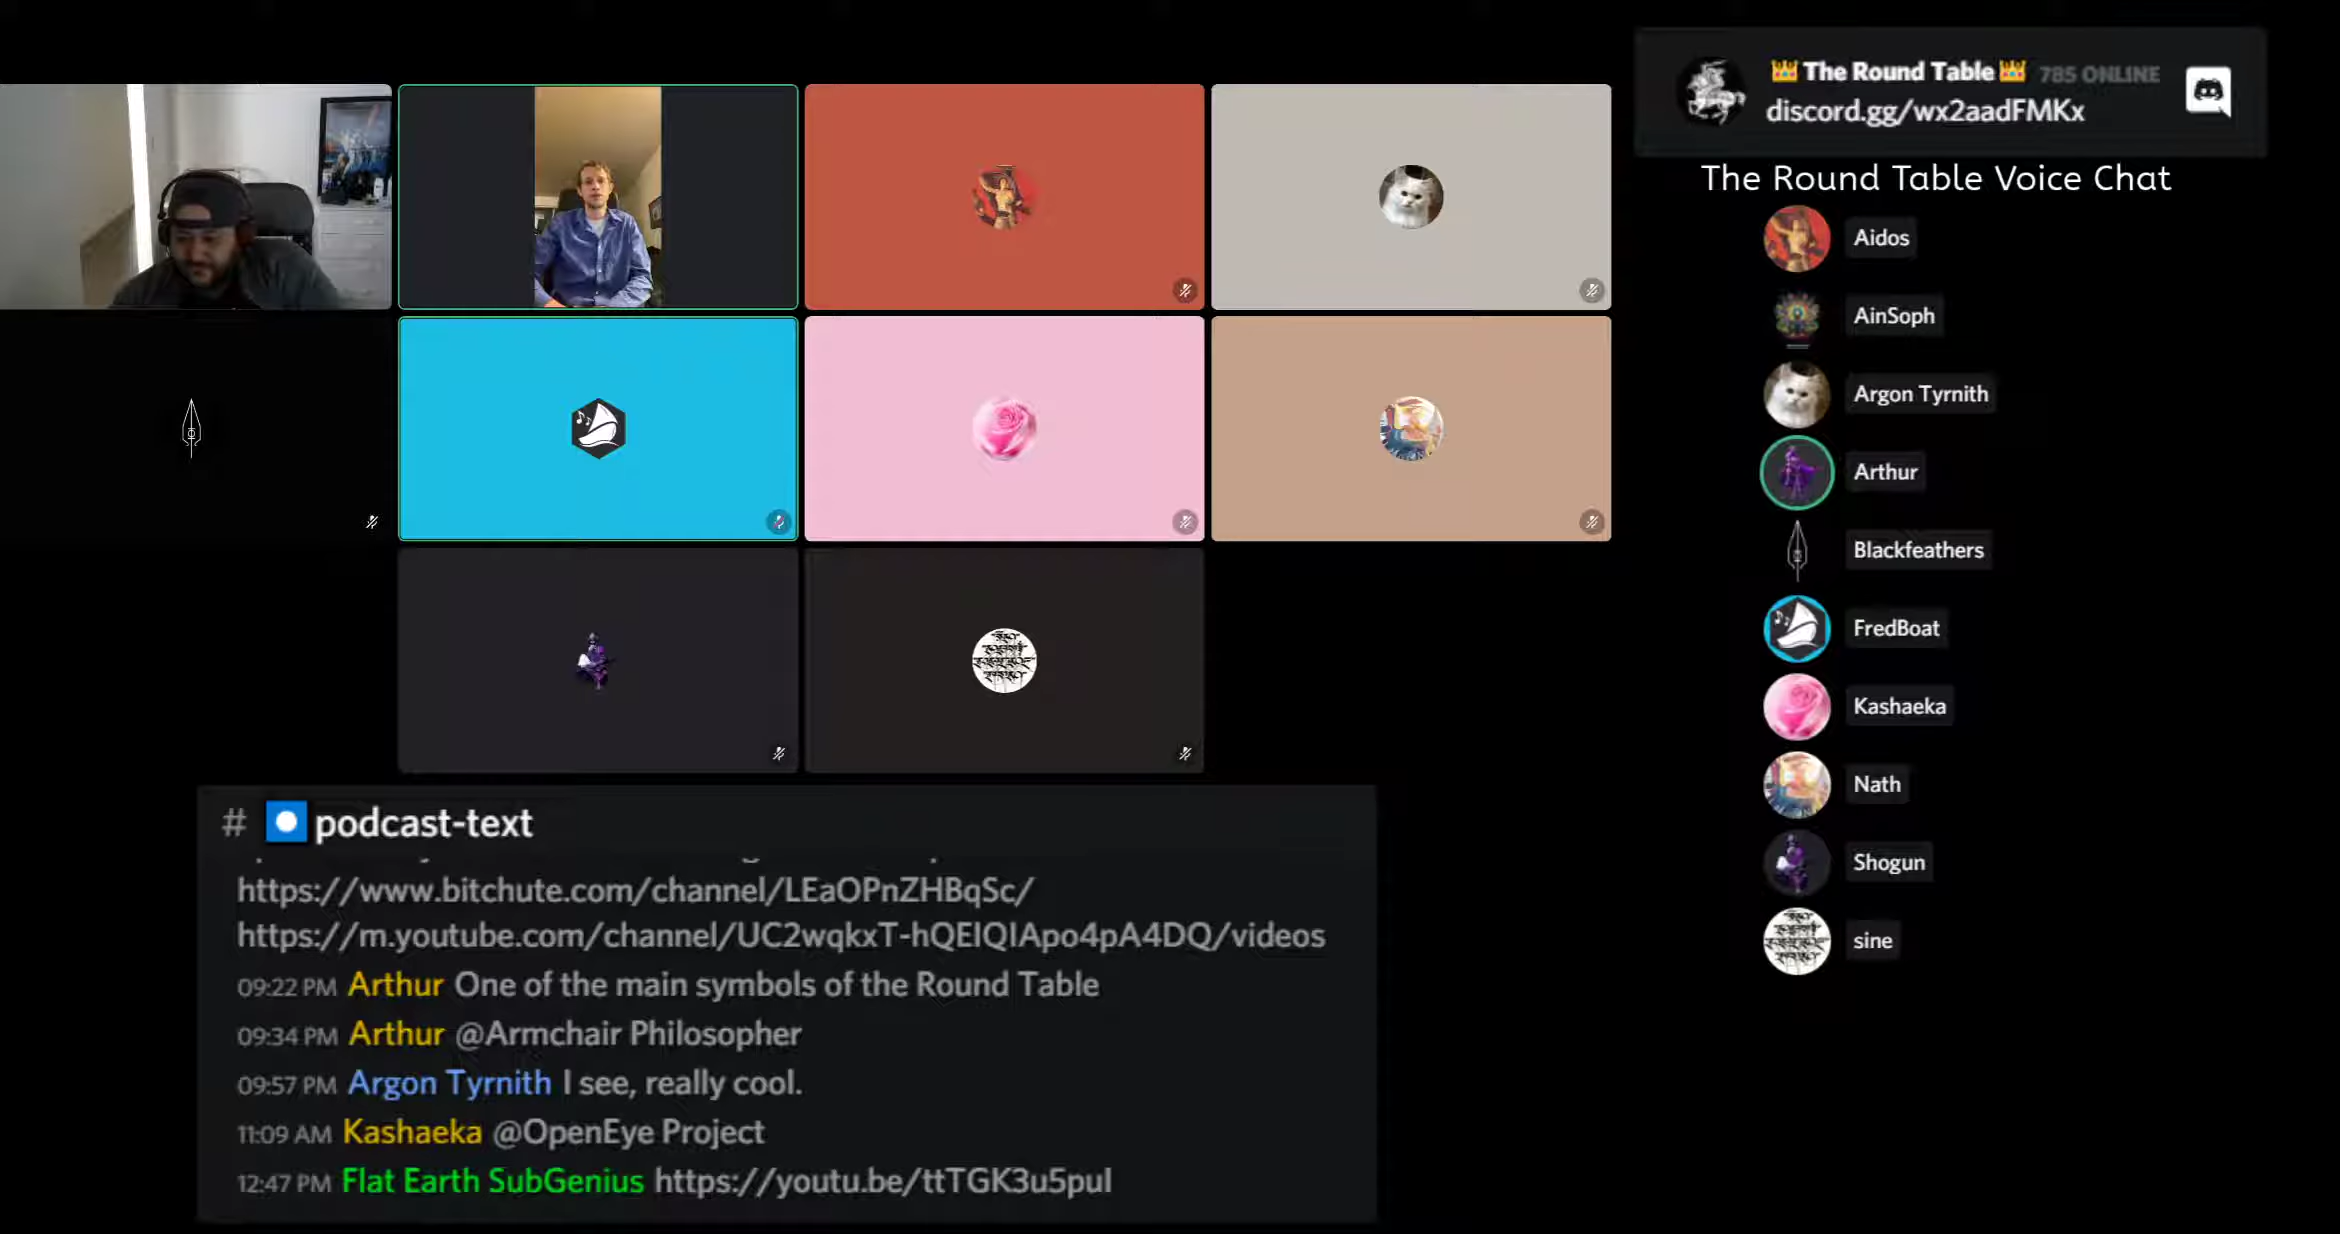 👑 The Round Table 👑 785 ONLINE
discord.gg/wx2aadFMKx
The Round Table Voice Chat
Aidos
AinSoph
Argon Tyrnith
Arthur
Blackfeathers
FredBoat
Kashaeka
Nath
Shogun
sine
# podcast-text
https://www.bitchute.com/channel/LEaOPnZHBqSc/
https://m.youtube.com/channel/UC2wqkxT-hQEIQIApo4pA4DQ/videos
09:22 PM Arthur One of the main symbols of the Round Table
09:34 PM Arthur @Armchair Philosopher
09:57 PM Argon Tyrnith I see, really cool.
11:09 AM Kashaeka @OpenEye Project
12:47 PM Flat Earth SubGenius https://youtu.be/ttTGK3u5puI